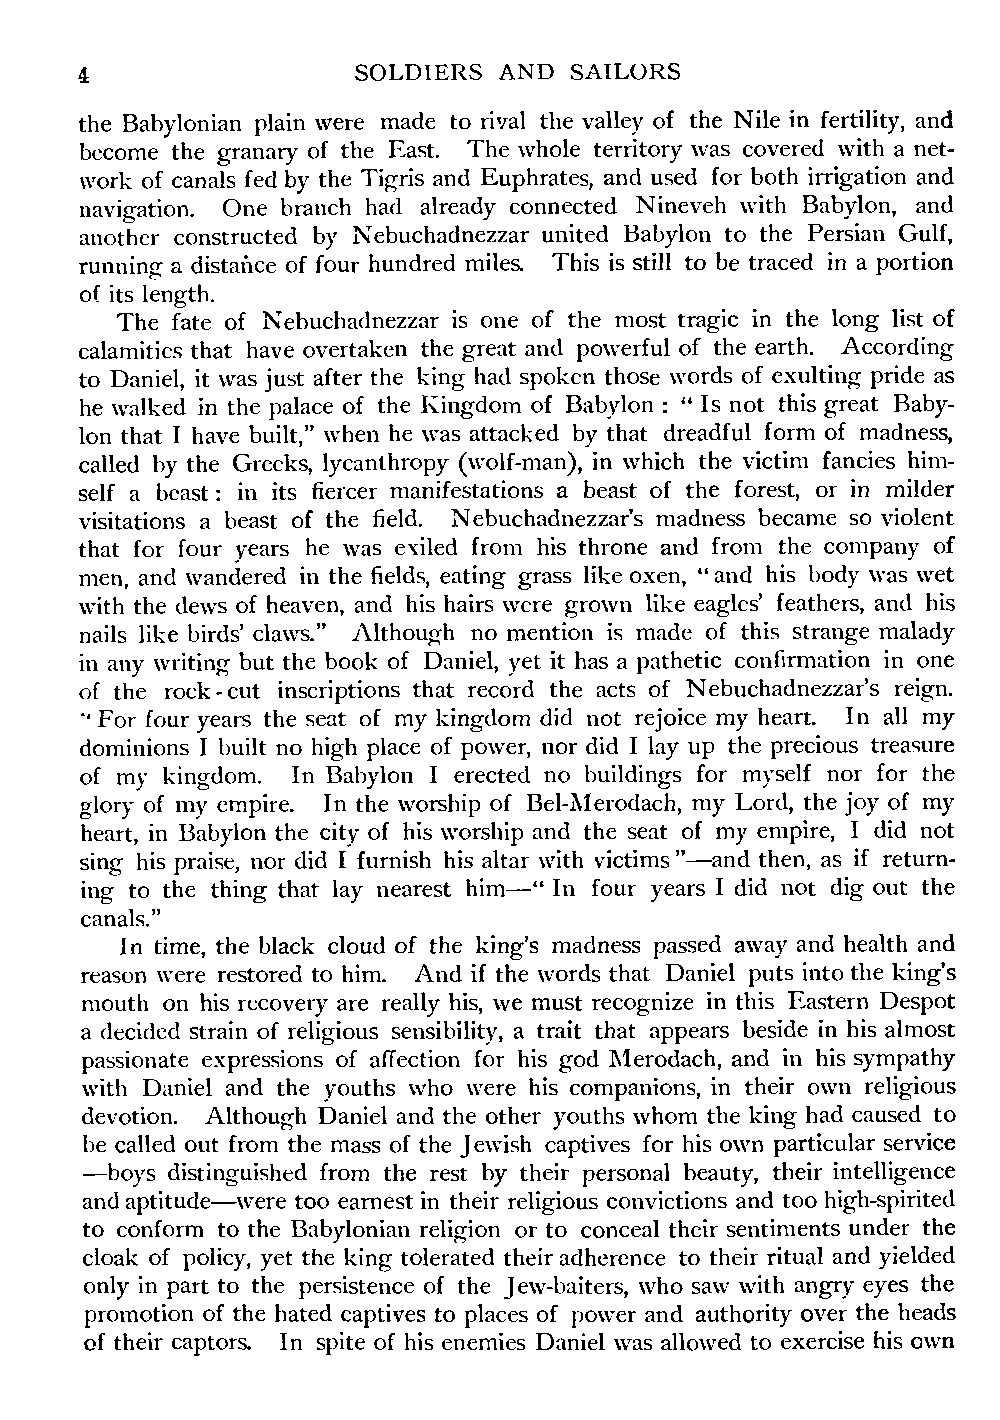 4 SOLDIERS AND SAILORS
the Babylonian plain were made to rival the valley of the Nile in fertility, and
become the granary of the East. The whole territory was covered with a net-
work of canals fed by the Tigris and Euphrates, and used for both irrigation and
navigation. One branch had already connected Nineveh with Babylon, and
another constructed by Nebuchadnezzar united Babylon to the Persian Gulf,
running a distance of four hundred miles. This is still to be traced in a portion
of its length.
The fate of Nebuchadnezzar is one of the most tragic in the long list of
calamities that have overtaken the great and powerful of the earth. According
to Daniel, it was just after the king had spoken those words of exulting pride as
he walked in the palace of the Kingdom of Babylon : “ Is not this great Baby-
lon that I have built,” when he was attacked by that dreadful form of madness,
called by the Greeks, lycanthropy (wolf-man), in which the victim fancies him-
self a beast : in its fiercer manifestations a beast of the forest, or in milder
visitations a beast of the field. Nebuchadnezzar’s madness became so violent
that for four years he was exiled from his throne and from the company of
men, and wandered in the fields, eating grass like oxen, “ and his body was wet
with the dews of heaven, and his hairs were grown like eagles’ feathers, and his
nails like birds’ claws.” Although no mention is made of this strange malady
in any writing but the book of Daniel, yet it has a pathetic confirmation in one
of the rock-cut inscriptions that record the acts of Nebuchadnezzar’s reign.
“ For four years the seat of my kingdom did not rejoice my heart. In all my
dominions I built no high place of power, nor did I lay up the precious treasure
of my kingdom. In Babylon I erected no buildings for myself nor for the
glory of my empire. In the worship of Bel-Merodach, my Lord, the joy of my
heart, in Babylon the city of his worship and the seat of my empire, I did not
sing his praise, nor did I furnish his altar with victims ”—and then, as if return-
ing to the thing that lay nearest him—“ In four years I did not dig out the
canals.”
In time, the black cloud of the king’s madness passed away and health and
reason were restored to him. And if the words that Daniel puts into the king’s
mouth on his recovery are really his, we must recognize in this Eastern Despot
a decided strain of religious sensibility, a trait that appears beside in his almost
passionate expressions of affection for his god Merodach, and in his sympathy
with Daniel and the youths who were his companions, in their own religious
devotion. Although Daniel and the other youths whom the king had caused to
be called out from the mass of the Jewish captives for his own particular service
—boys distinguished from the rest by their personal beauty, their intelligence
and aptitude—were too earnest in their religious convictions and too high-spirited
to conform to the Babylonian religion or to conceal their sentiments under the
cloak of policy, yet the king tolerated their adherence to their ritual and yielded
only in part to the persistence of the Jew-baiters, who saw with angry eyes the
promotion of the hated captives to places of power and authority over the heads
of their captors. In spite of his enemies Daniel was allowed to exercise his own